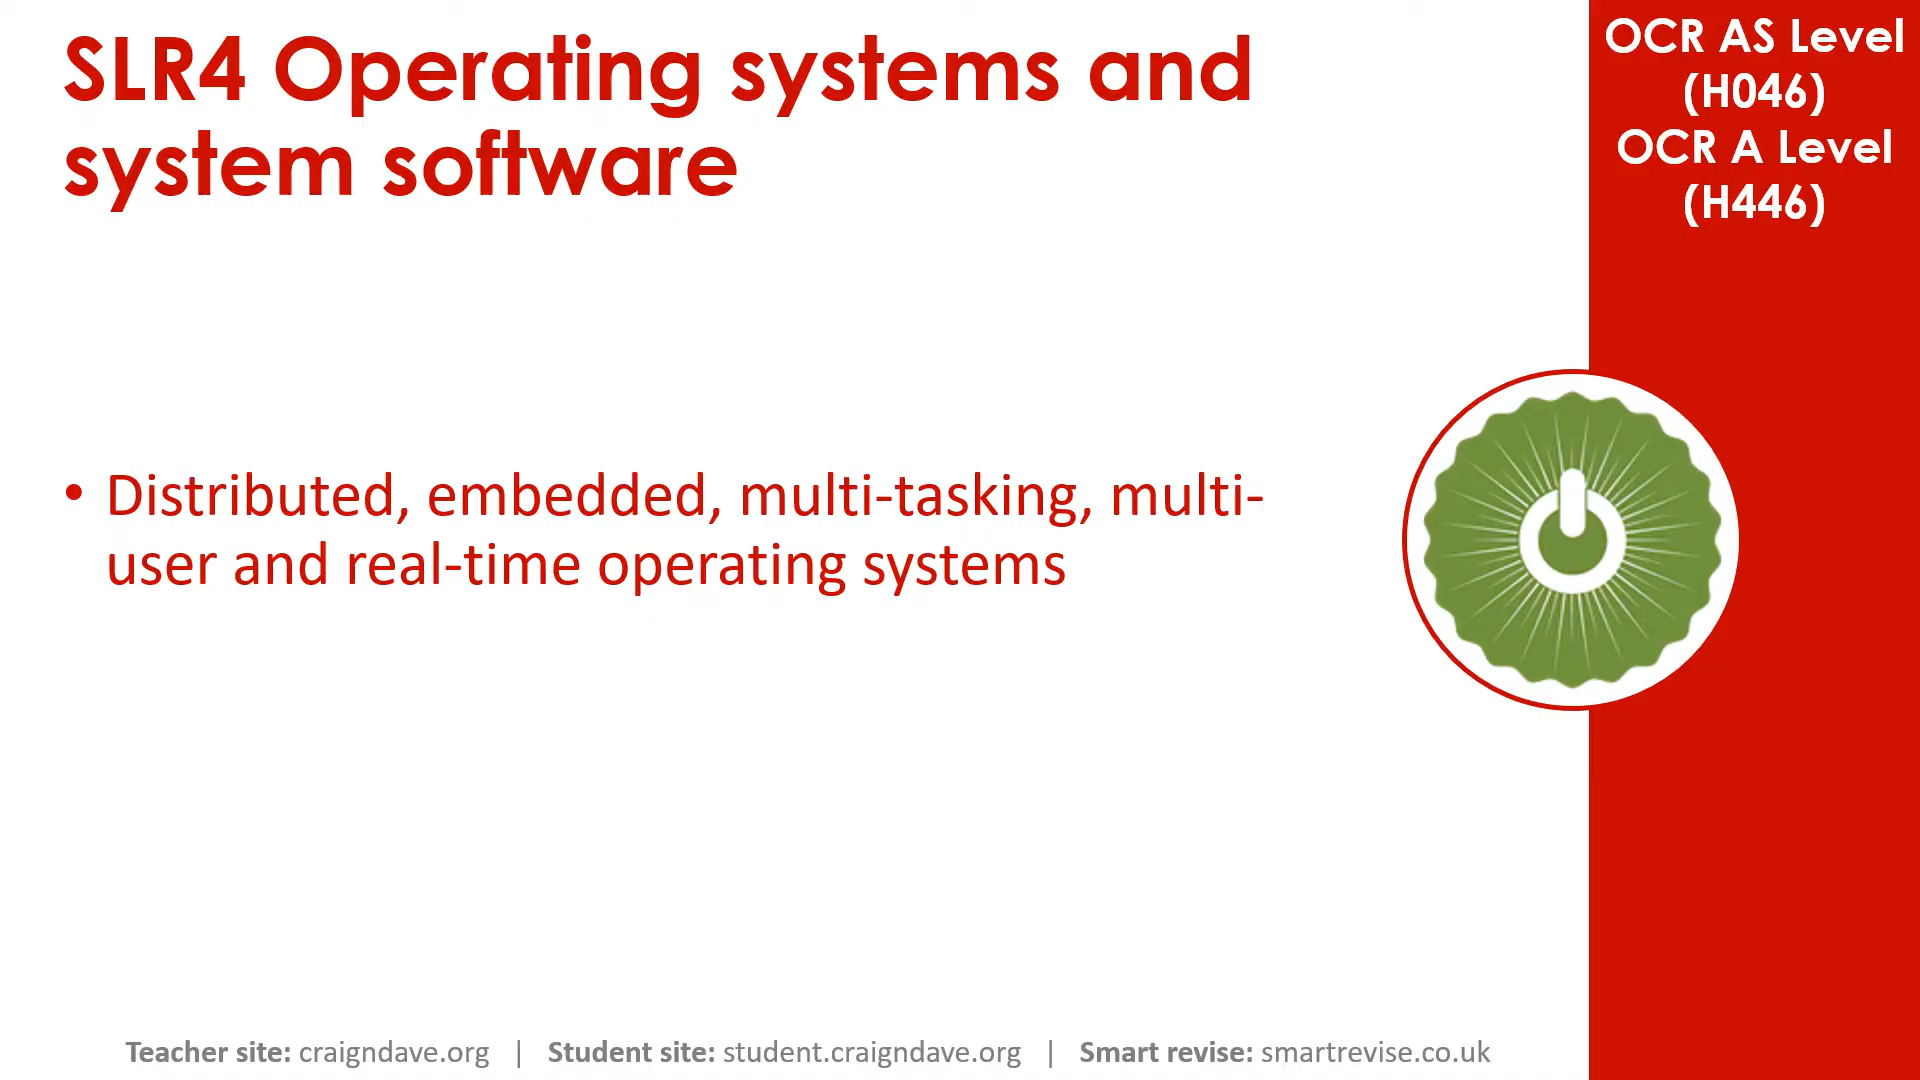 SLR4 Operating systems and
system software
OCR AS Level
(H046)
OCR A Level
(H446)
• Distributed, embedded, multi-tasking, multi-
user and real-time operating systems
Teacher site: craigndave.org | Student site: student.craigndave.org | Smart revise: smartrevise.co.uk